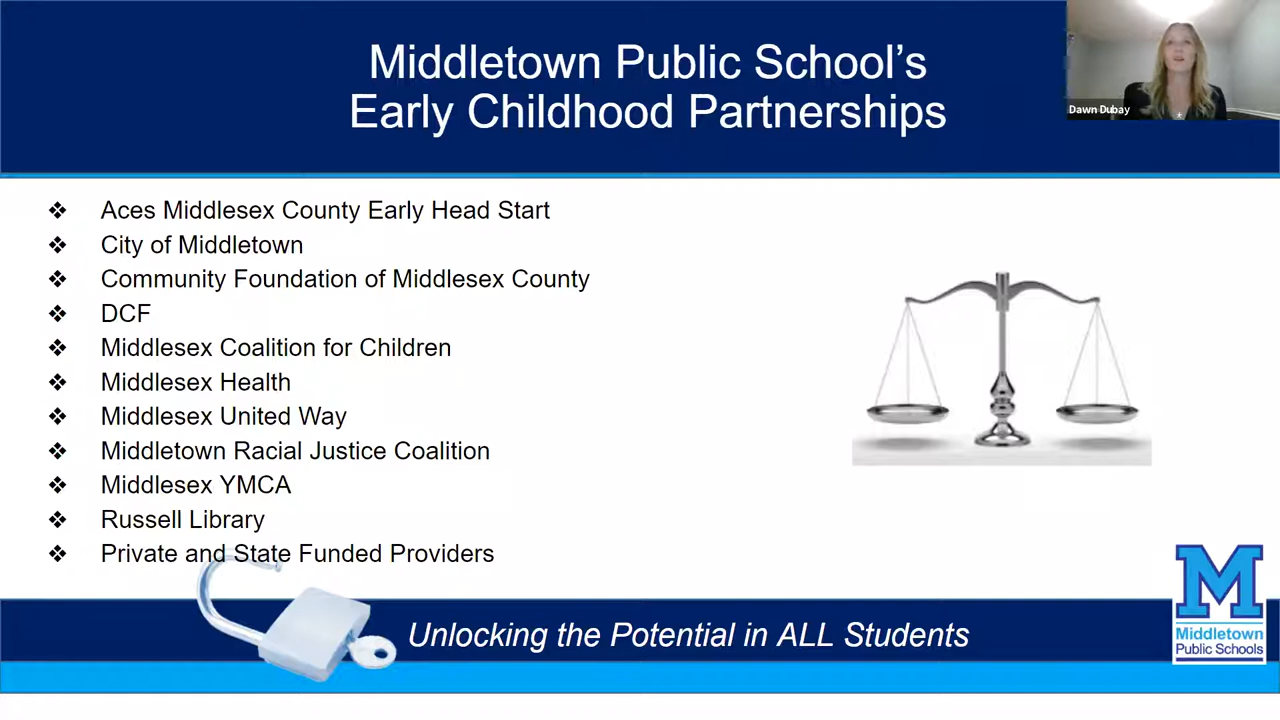 Middletown Public School’s
Early Childhood Partnerships
Dawn Dubay
❖ Aces Middlesex County Early Head Start
❖ City of Middletown
❖ Community Foundation of Middlesex County
❖ DCF
❖ Middlesex Coalition for Children
❖ Middlesex Health
❖ Middlesex United Way
❖ Middletown Racial Justice Coalition
❖ Middlesex YMCA
❖ Russell Library
❖ Private and State Funded Providers
Unlocking the Potential in ALL Students
M
Middletown
Public Schools